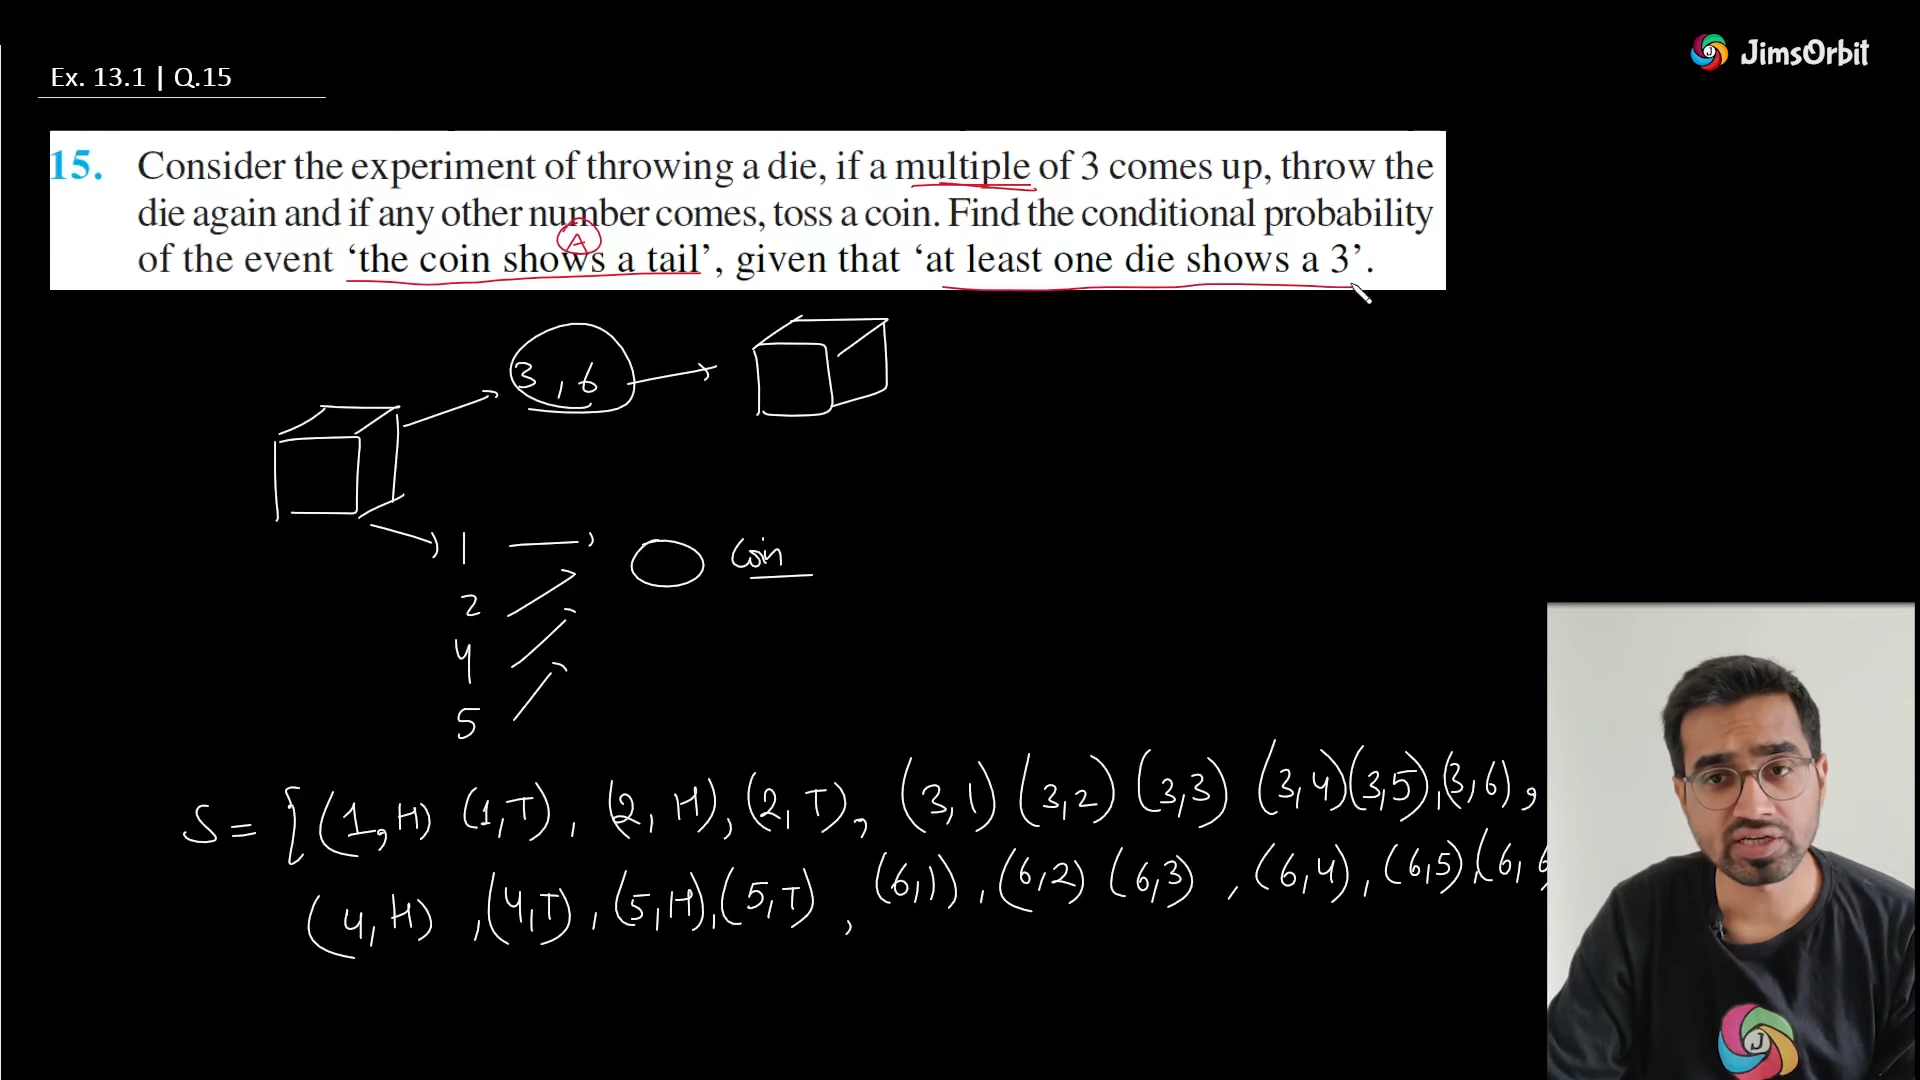 JimsOrbit
Ex. 13.1 | Q.15
15. Consider the experiment of throwing a die, if a multiple of 3 comes up, throw the
die again and if any other number comes, toss a coin. Find the conditional probability
A
of the event ‘the coin shows a tail’, given that ‘at least one die shows a 3’.
3, 6
1
Coin
2
4
5
S = {(1,H) (1,T), (2,H), (2,T), (3,1) (3,2) (3,3) (3,4)(3,5),(3,6),
(4,H) ,(4,T), (5,H),(5,T) , (6,1), (6,2) (6,3) , (6,4), (6,5),(6,6
J